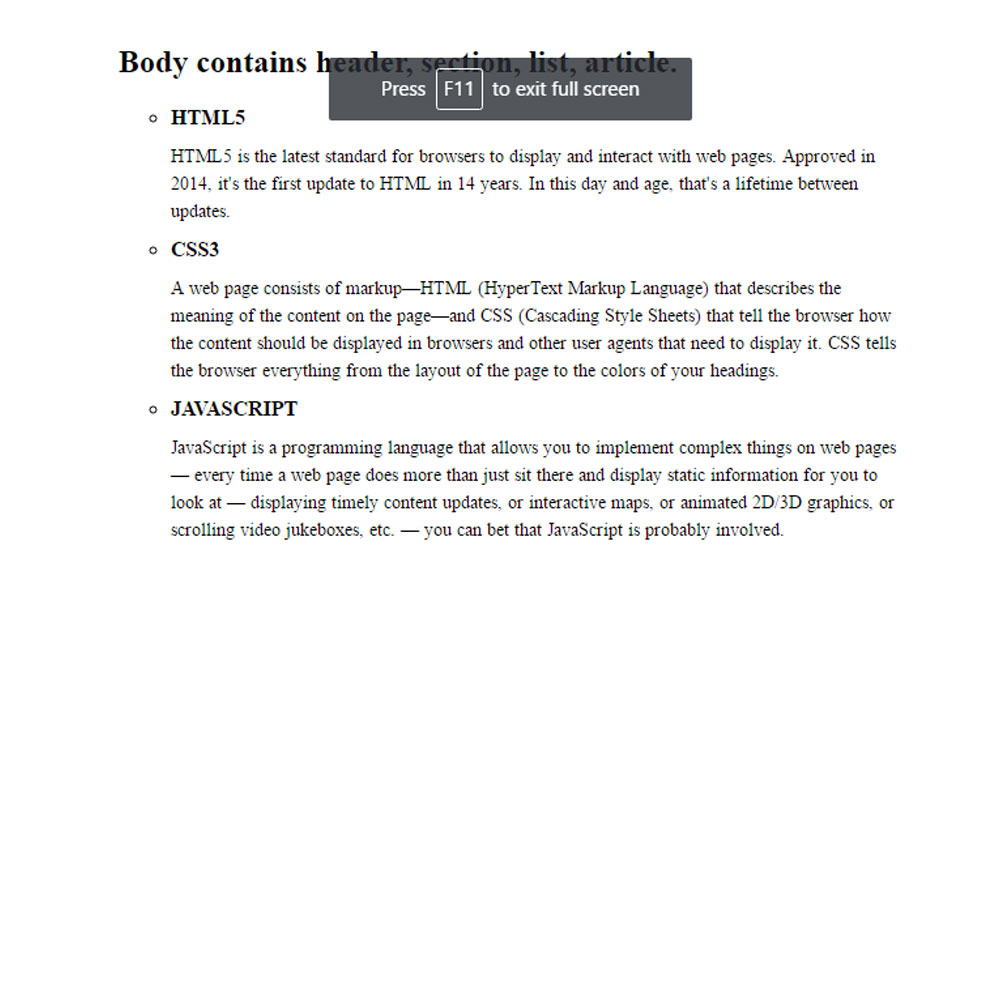 Body contains header, section, list, article.
Press F11 to exit full screen
HTML5
HTML5 is the latest standard for browsers to display and interact with web pages. Approved in
2014, it's the first update to HTML in 14 years. In this day and age, that's a lifetime between
updates.
CSS3
A web page consists of markup—HTML (HyperText Markup Language) that describes the
meaning of the content on the page—and CSS (Cascading Style Sheets) that tell the browser how
the content should be displayed in browsers and other user agents that need to display it. CSS tells
the browser everything from the layout of the page to the colors of your headings.
JAVASCRIPT
JavaScript is a programming language that allows you to implement complex things on web pages
— every time a web page does more than just sit there and display static information for you to
look at — displaying timely content updates, or interactive maps, or animated 2D/3D graphics, or
scrolling video jukeboxes, etc. — you can bet that JavaScript is probably involved.